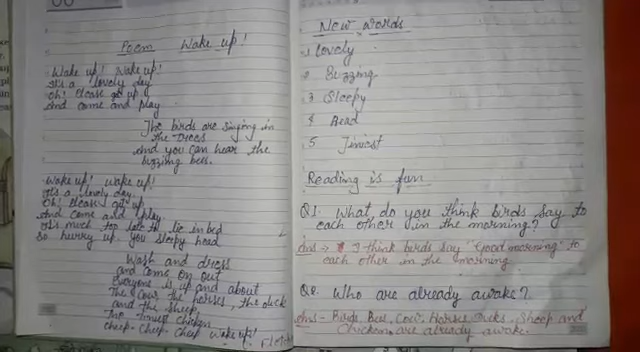 Poem Wake up!
Wake up! Wake up!
It's a lovely day
Oh! Please get up
And come and play
The birds are singing in
the trees
And you can hear the
buzzing bees.
Wake up! wake up!
It's a lovely day
Oh! Please get up
And come and play
It's much too late to lie in bed
So hurry up you sleepy head
Wash and dress
and come on out
Everyone is up and about
The cow, the horses, the duck
and the sheep
The tiniest chicken
cheep-cheep-cheep wake up!
New words
1 Lovely
2 Buzzing
3 Sleepy
4 Head
5 Tiniest
Reading is fun
Q1. What do you think birds say to
each other in the morning?
Ans → I think birds say "Good morning" to
each other in the morning
Q2. Who are already awake?
Ans - Birds, Bees, Cow, Horses, Ducks, Sheep and
Chicken are already awake.